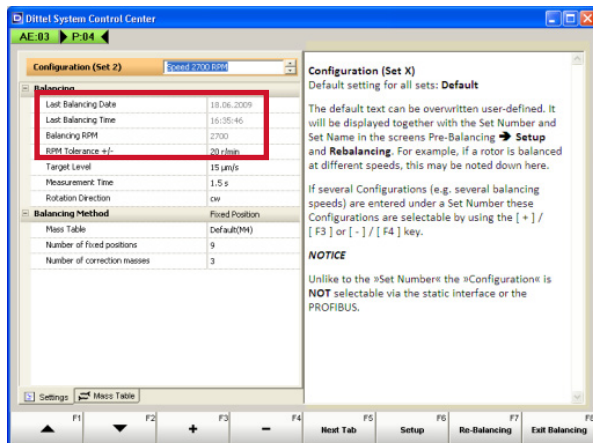 Dittel System Control Center
AE:03 P:04
Configuration (Set 2) Speed 2700 RPM
Balancing
Last Balancing Date 18.06.2009
Last Balancing Time 16:35:46
Balancing RPM 2700
RPM Tolerance +/- 20 r/min
Target Level 15 µm/s
Measurement Time 1.5 s
Rotation Direction cw
Balancing Method Fixed Position
Mass Table Default(M4)
Number of fixed positions 9
Number of correction masses 3
Settings Mass Table
Configuration (Set X)
Default setting for all sets: Default
The default text can be overwritten user-defined. It
will be displayed together with the Set Number and
Set Name in the screens Pre-Balancing ➔ Setup
and Rebalancing. For example, if a rotor is balanced
at different speeds, this may be noted down here.
If several Configurations (e.g. several balancing
speeds) are entered under a Set Number these
Configurations are selectable by using the [ + ] /
[ F3 ] or [ - ] / [ F4 ] key.
NOTICE
Unlike to the »Set Number« the »Configuration« is
NOT selectable via the static interface or the
PROFIBUS.
F1 F2 F3 F4 F5 F6 F7 F8
+ - Next Tab Setup Re-Balancing Exit Balancing